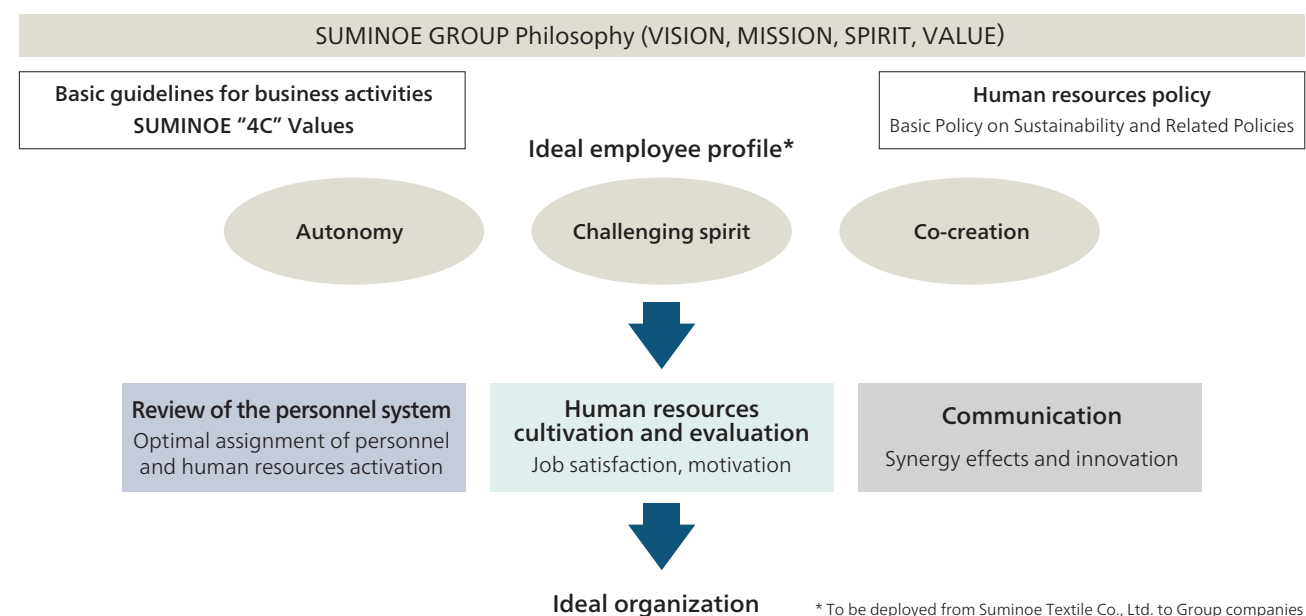 SUMINOE GROUP Philosophy (VISION, MISSION, SPIRIT, VALUE)
Basic guidelines for business activities
SUMINOE “4C” Values
Human resources policy
Basic Policy on Sustainability and Related Policies
Ideal employee profile*
Autonomy
Challenging spirit
Co-creation
Review of the personnel system
Optimal assignment of personnel
and human resources activation
Human resources
cultivation and evaluation
Job satisfaction, motivation
Communication
Synergy effects and innovation
Ideal organization
* To be deployed from Suminoe Textile Co., Ltd. to Group companies